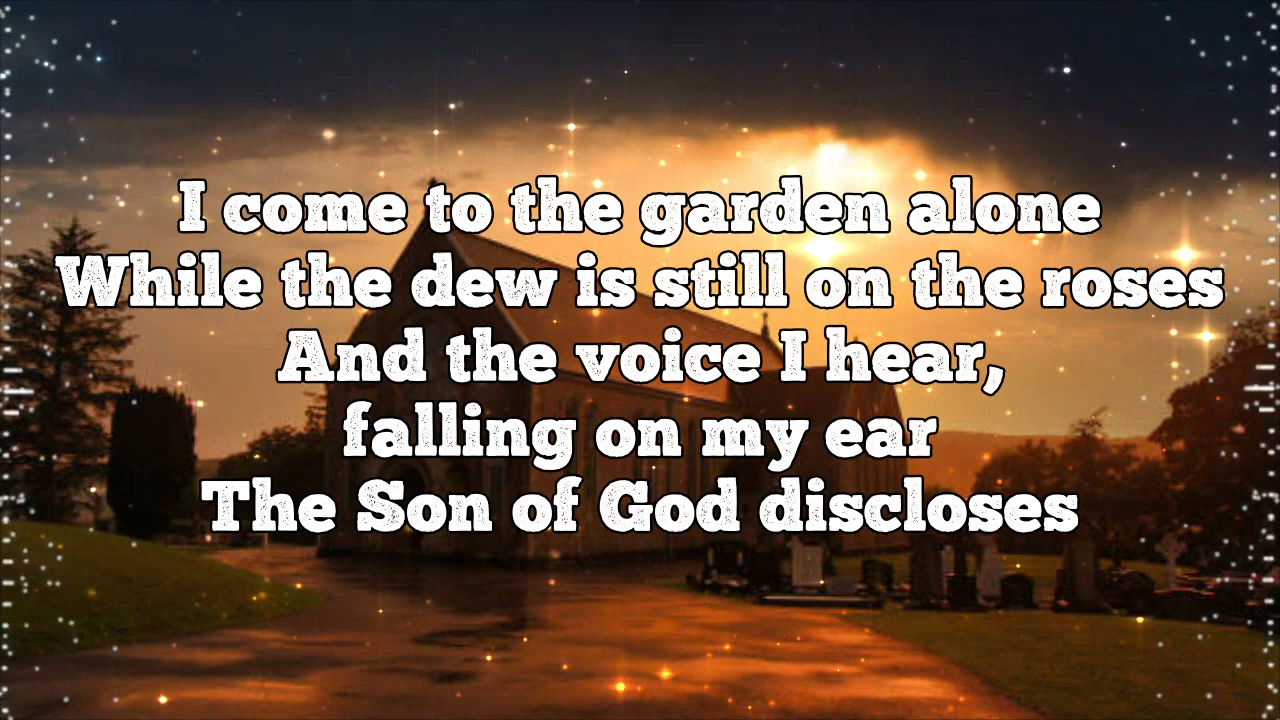 I come to the garden alone
While the dew is still on the roses
And the voice I hear,
falling on my ear
The Son of God discloses